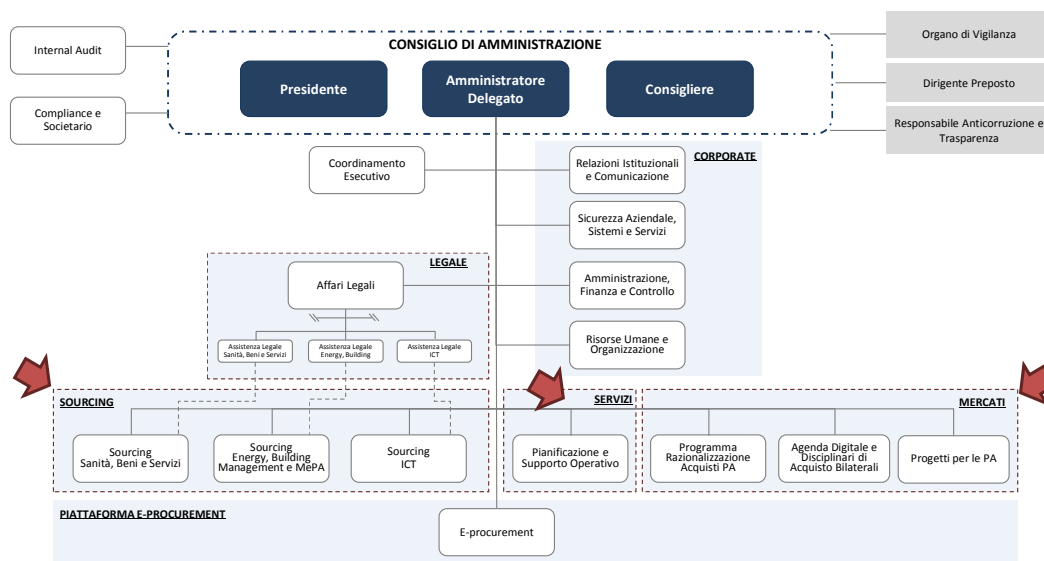 CONSIGLIO DI AMMINISTRAZIONE
Internal Audit
Compliance e
Societario
Presidente
Amministratore
Delegato
Consigliere
Organo di Vigilanza
Dirigente Preposto
Responsabile Anticorruzione e
Trasparenza
Coordinamento
Esecutivo
CORPORATE
Relazioni Istituzionali
e Comunicazione
Sicurezza Aziendale,
Sistemi e Servizi
Amministrazione,
Finanza e Controllo
Risorse Umane e
Organizzazione
LEGALE
Affari Legali
Assistenza Legale
Sanità, Beni e Servizi
Assistenza Legale
Energy, Building
Assistenza Legale
ICT
SOURCING
Sourcing
Sanità, Beni e Servizi
Sourcing
Energy, Building
Management e MePA
Sourcing
ICT
SERVIZI
Pianificazione e
Supporto Operativo
MERCATI
Programma
Razionalizzazione
Acquisti PA
Agenda Digitale e
Disciplinari di
Acquisto Bilaterali
Progetti per le PA
PIATTAFORMA E-PROCUREMENT
E-procurement